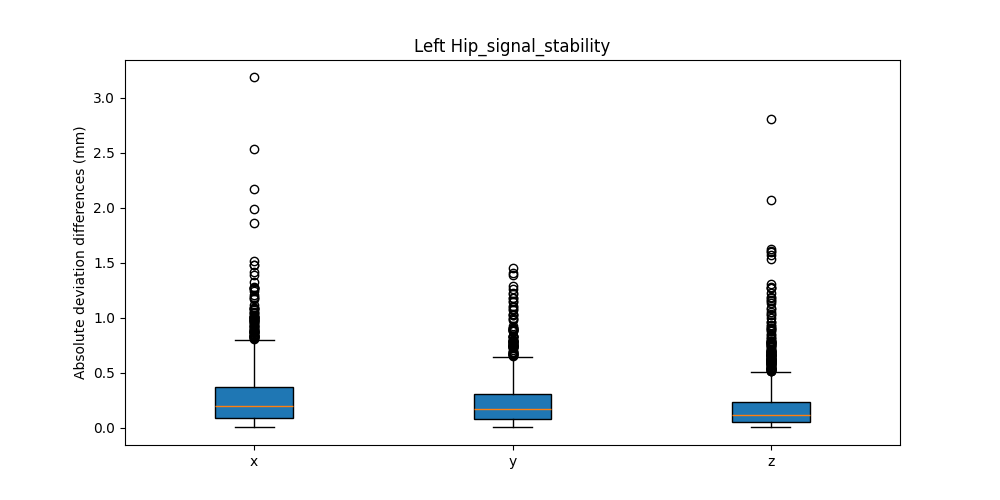 Left Hip_signal_stability
Absolute deviation differences (mm)
3.0
2.5
2.0
1.5
1.0
0.5
0.0
x
y
z